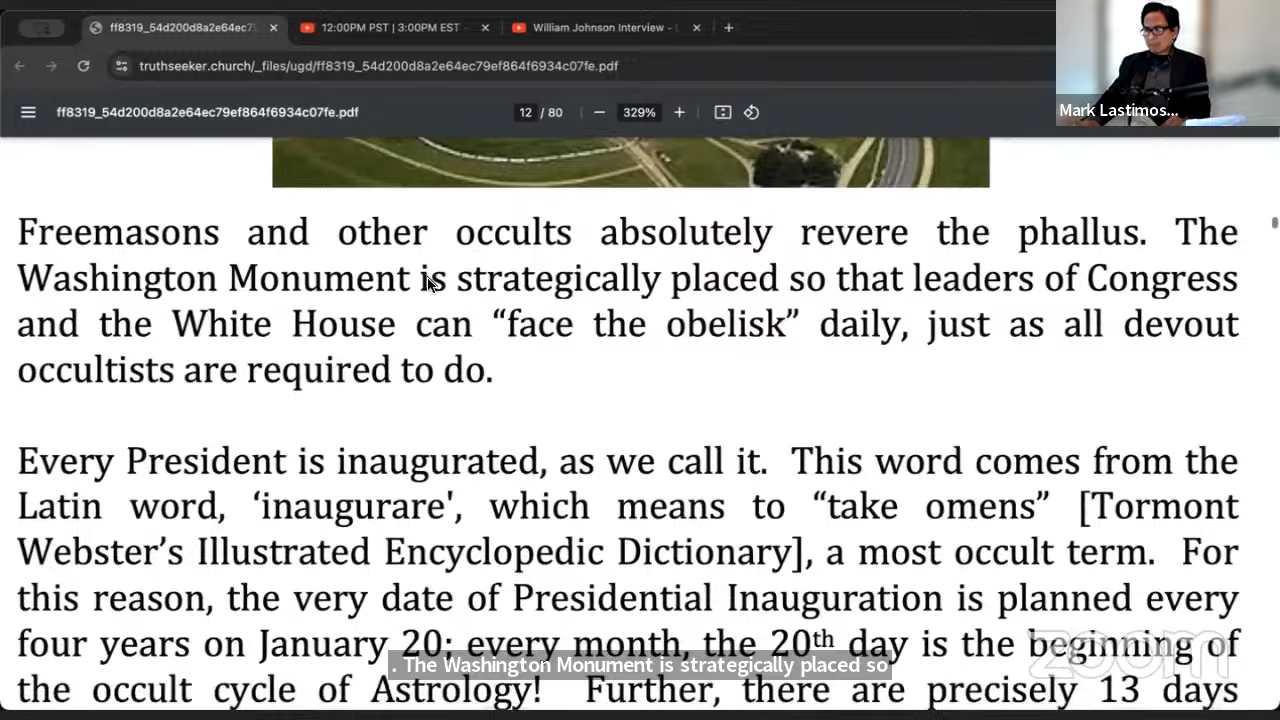 ff8319_54d200d8a2e64ec7
12:00PM PST | 3:00PM EST
William Johnson Interview -
truthseeker.church/_files/ugd/ff8319_54d200d8a2e64ec79ef864f6934c07fe.pdf
ff8319_54d200d8a2e64ec79ef864f6934c07fe.pdf
12 / 80
329%
Mark Lastimos...
Freemasons and other occults absolutely revere the phallus. The
Washington Monument is strategically placed so that leaders of Congress
and the White House can “face the obelisk” daily, just as all devout
occultists are required to do.
Every President is inaugurated, as we call it. This word comes from the
Latin word, ‘inaugurare', which means to “take omens” [Tormont
Webster’s Illustrated Encyclopedic Dictionary], a most occult term. For
this reason, the very date of Presidential Inauguration is planned every
four years on January 20; every month, the 20th day is the beginning of
. The Washington Monument is strategically placed so
the occult cycle of Astrology! Further, there are precisely 13 days
zoom